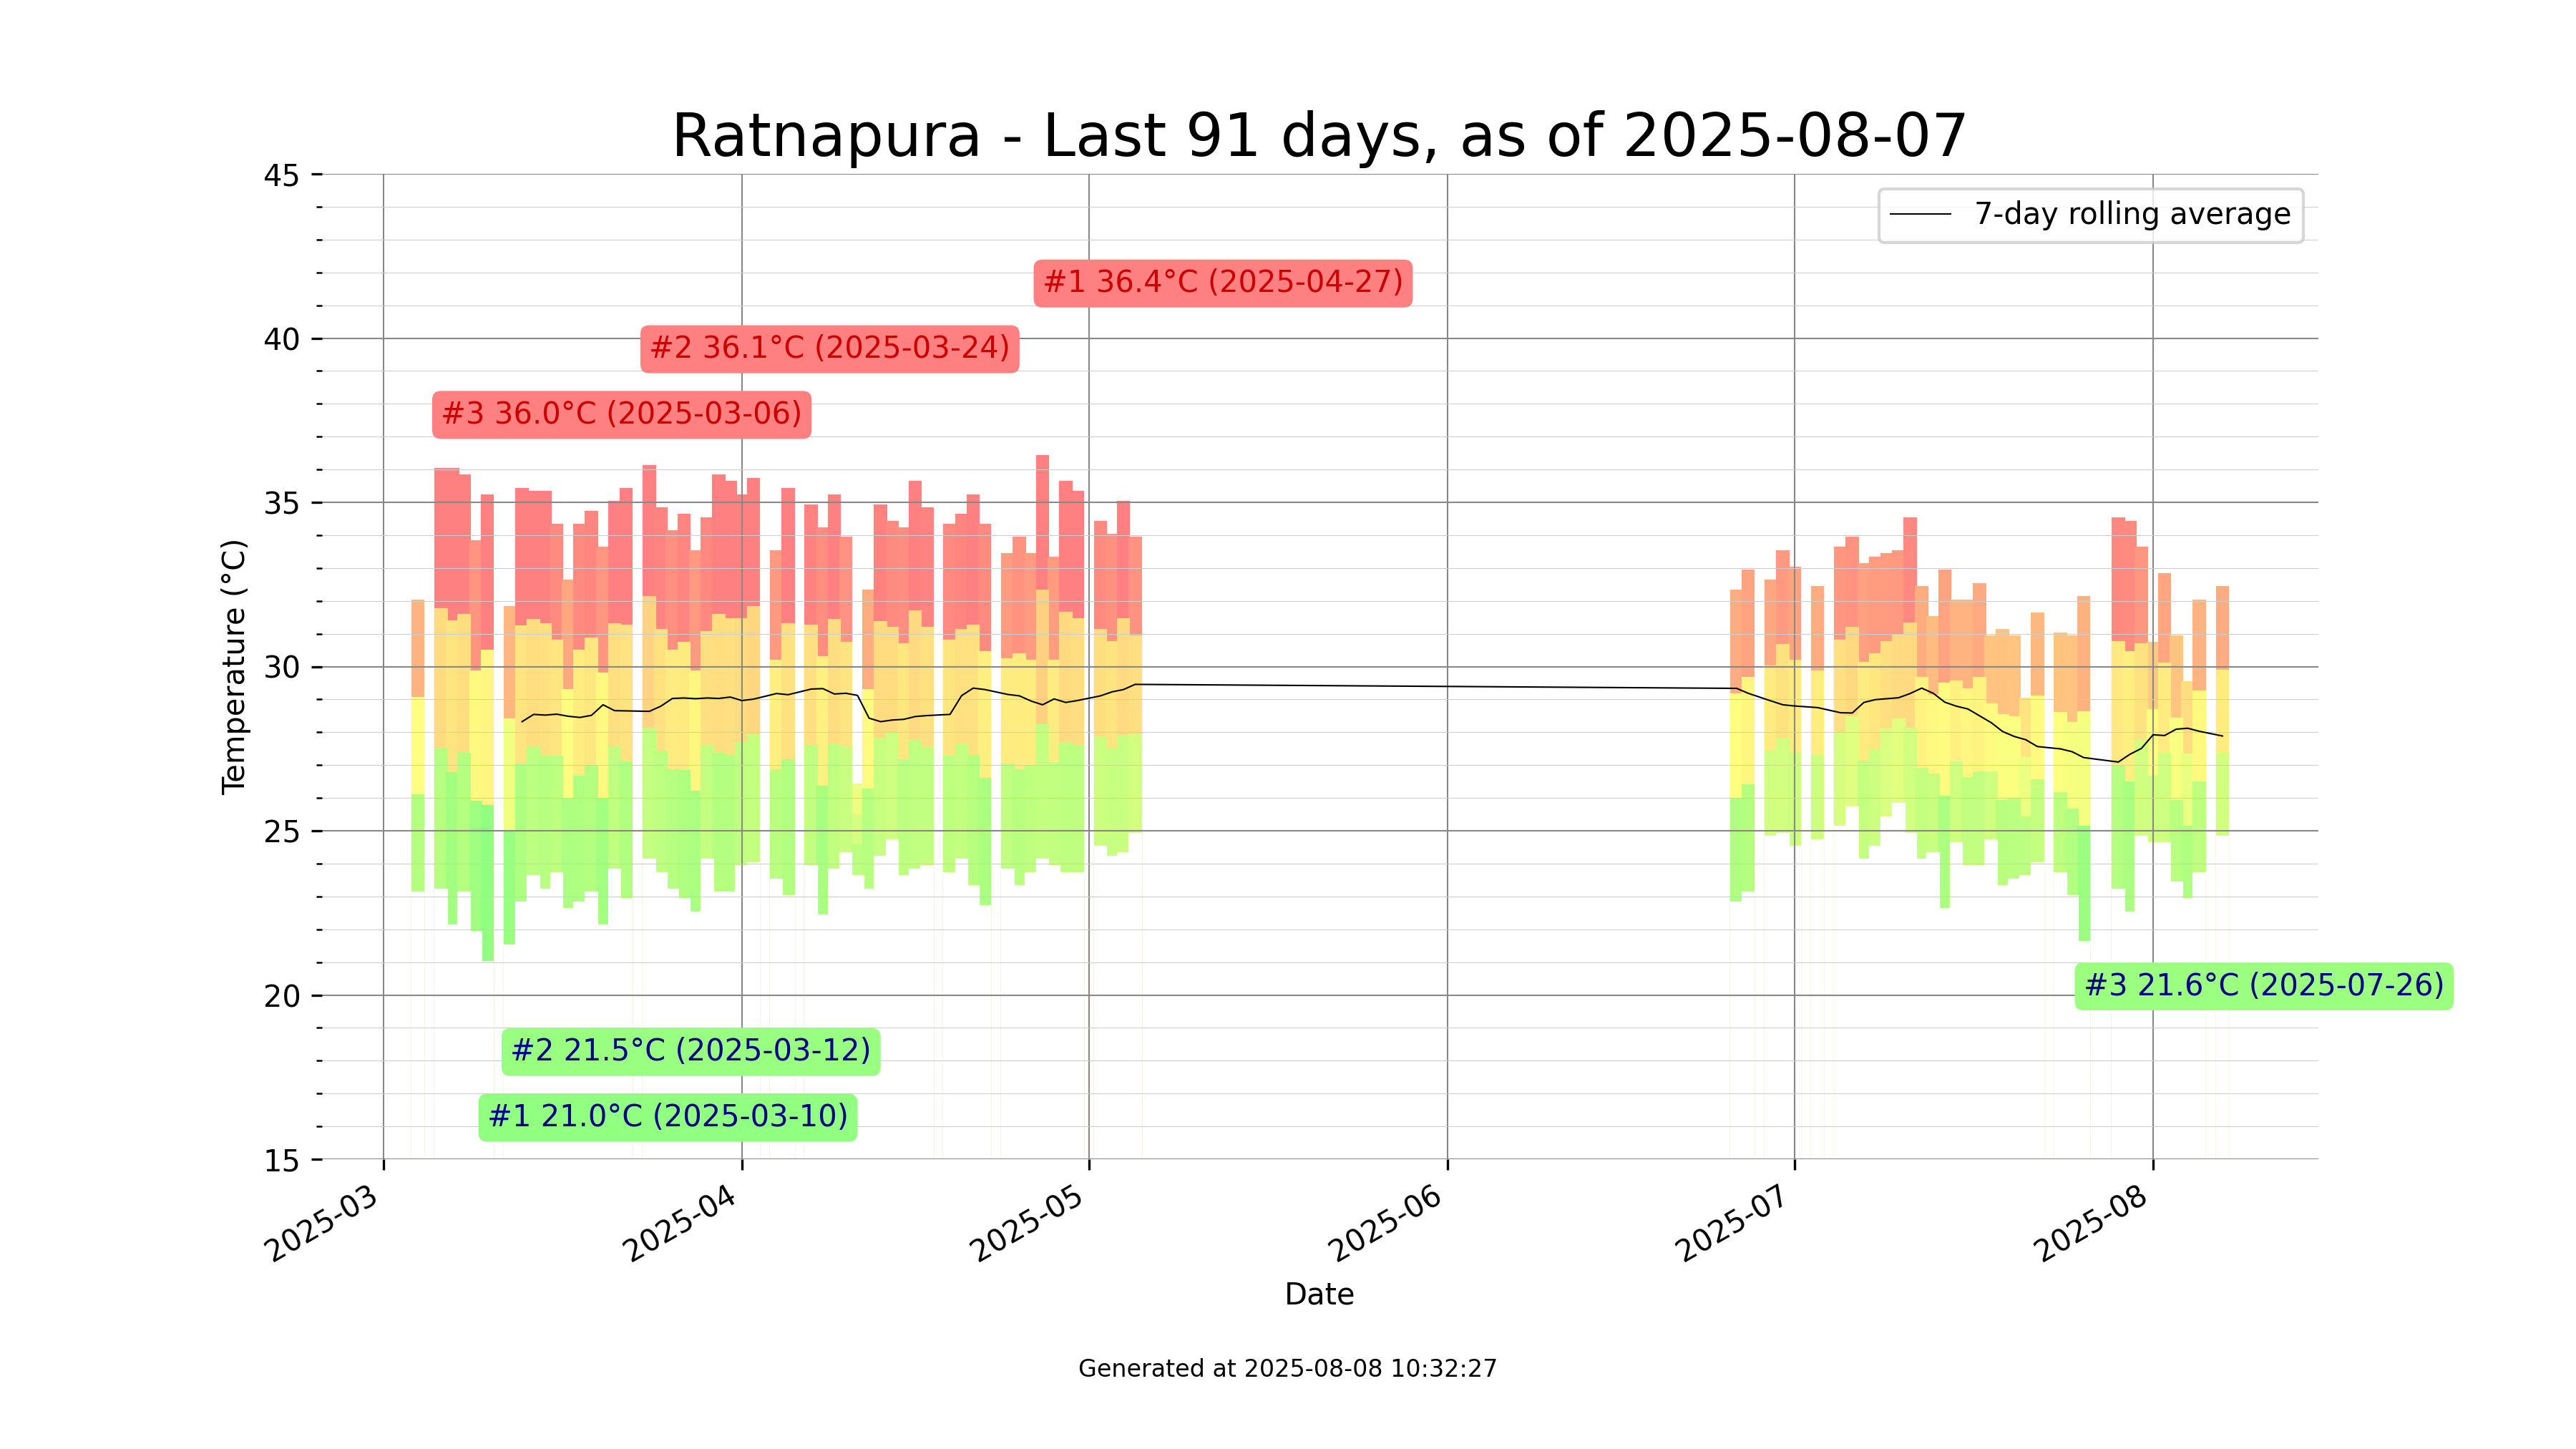 Ratnapura - Last 91 days, as of 2025-08-07
7-day rolling average
#1 36.4°C (2025-04-27)
#2 36.1°C (2025-03-24)
#3 36.0°C (2025-03-06)
#3 21.6°C (2025-07-26)
#2 21.5°C (2025-03-12)
#1 21.0°C (2025-03-10)
Temperature (°C)
45
40
35
30
25
20
15
2025-03
2025-04
2025-05
2025-06
2025-07
2025-08
Date
Generated at 2025-08-08 10:32:27